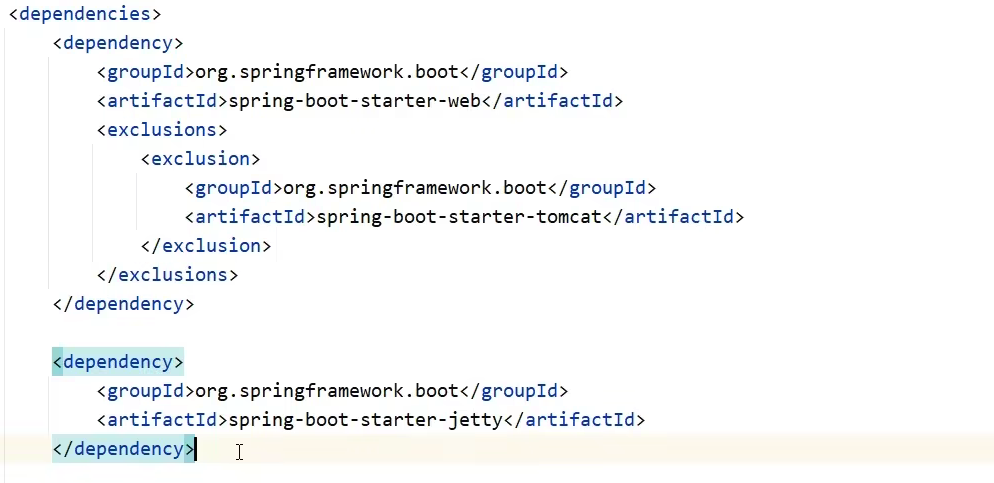 <dependencies>
    <dependency>
        <groupId>org.springframework.boot</groupId>
        <artifactId>spring-boot-starter-web</artifactId>
        <exclusions>
            <exclusion>
                <groupId>org.springframework.boot</groupId>
                <artifactId>spring-boot-starter-tomcat</artifactId>
            </exclusion>
        </exclusions>
    </dependency>
    <dependency>
        <groupId>org.springframework.boot</groupId>
        <artifactId>spring-boot-starter-jetty</artifactId>
    </dependency>